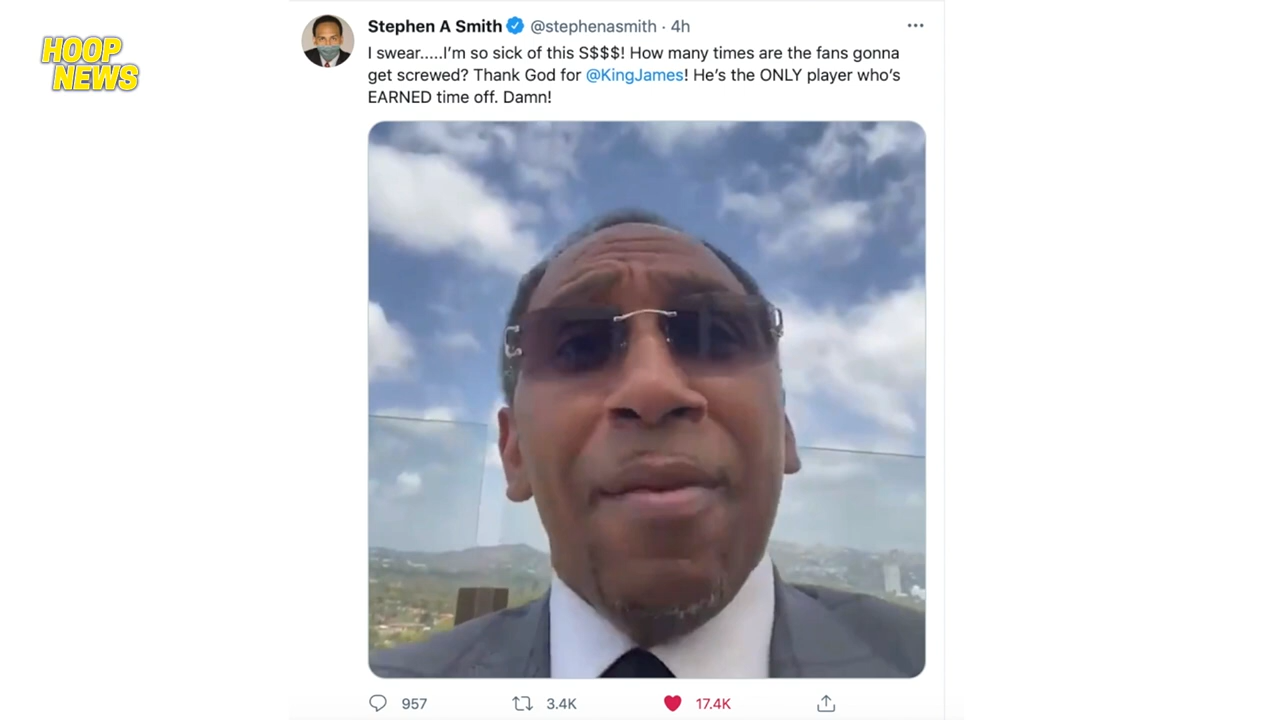 HOOP
NEWS
Stephen A Smith @stephenasmith · 4h
I swear.....I’m so sick of this S$$$! How many times are the fans gonna
get screwed? Thank God for @KingJames! He’s the ONLY player who’s
EARNED time off. Damn!
957 3.4K 17.4K